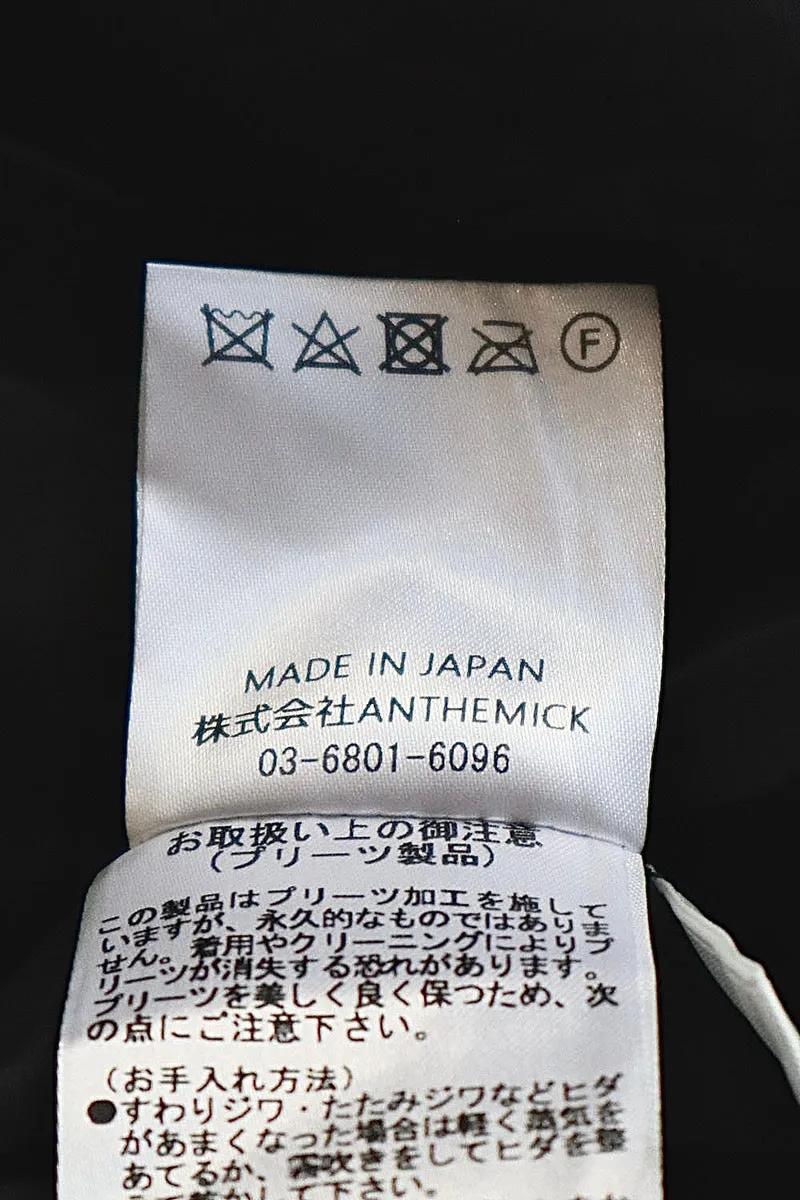 F
MADE IN JAPAN
株式会社ANTHEMICK
03-6801-6096
お取扱い上の御注意
(プリーツ製品)
この製品はプリーツ加工を施して
いますが、永久的なものではありま
せん。着用やクリーニングによりプ
リーツが消失する恐れがあります。
プリーツを美しく良く保つため、次
の点にご注意下さい。
(お手入れ方法)
●すわりジワ・たたみジワなどヒダ
があまくなった場合は軽く蒸気を
あてるか、霧吹きをしてヒダを整
して下さい。